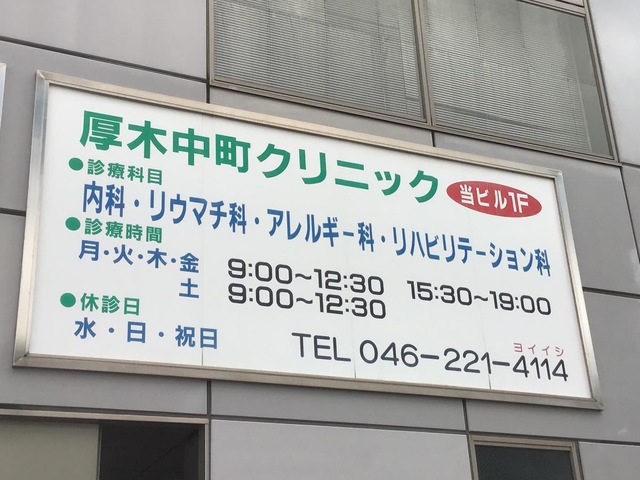 厚木中町クリニック 当ビル1F
●診療科目
内科・リウマチ科・アレルギー科・リハビリテーション科
●診療時間
月・火・木・金 9:00〜12:30 15:30〜19:00
土 9:00〜12:30
●休診日
水・日・祝日
ヨイイシ
TEL 046-221-4114